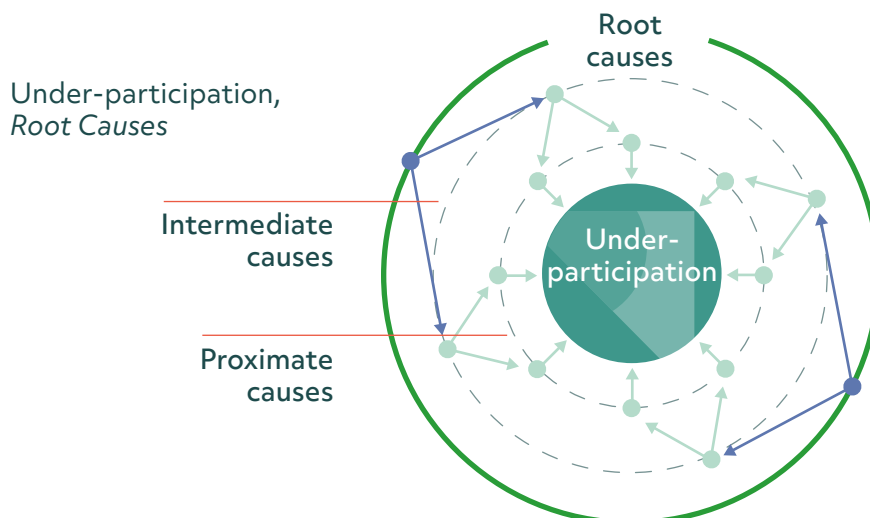 Root
causes
Under-participation,
Root Causes
Intermediate
causes
Under-
participation
Proximate
causes